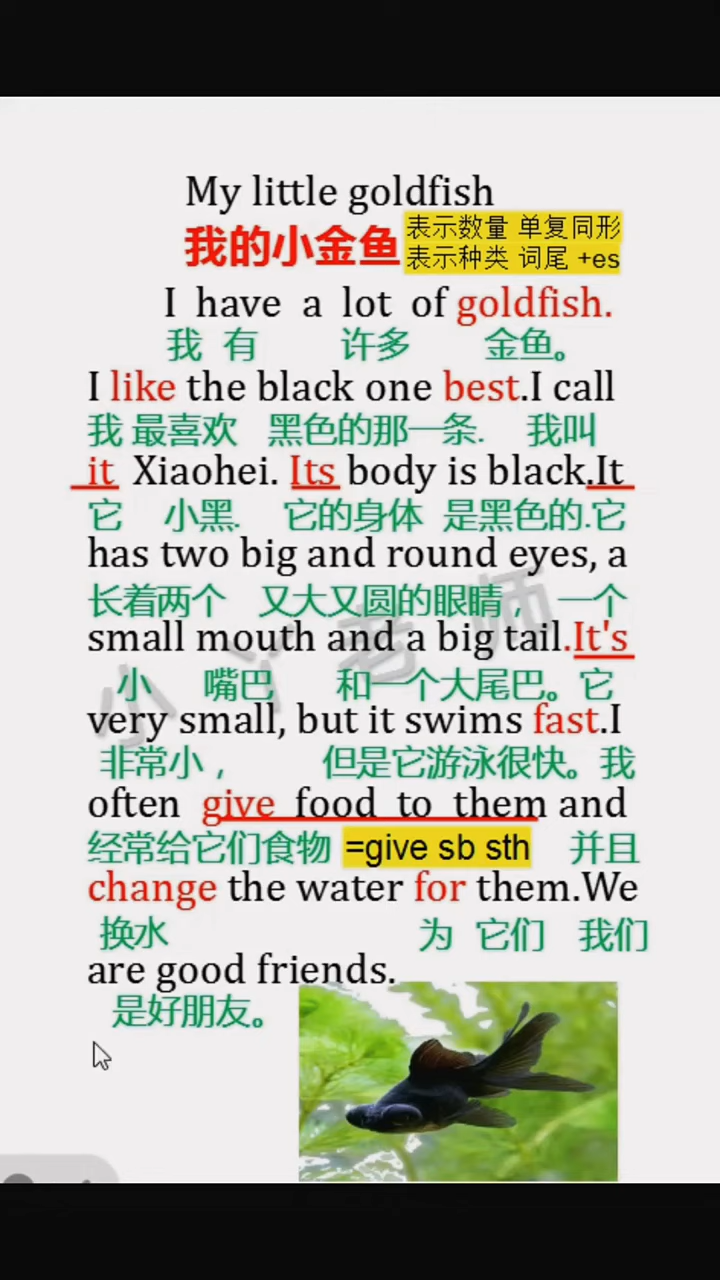 My little goldfish
我的小金鱼 表示数量 单复同形
表示种类 词尾 +es
I have a lot of goldfish.
我 有 许多 金鱼。
I like the black one best.I call
我 最喜欢 黑色的那一条. 我叫
it Xiaohei. Its body is black.It
它 小黑. 它的身体 是黑色的.它
has two big and round eyes, a
长着两个 又大又圆的眼睛，一个
small mouth and a big tail.It's
小 嘴巴 和一个大尾巴。它
very small, but it swims fast.I
非常小， 但是它游泳很快。我
often give food to them and
经常给它们食物 =give sb sth 并且
change the water for them.We
换水 为 它们 我们
are good friends.
是好朋友。
小丫老师